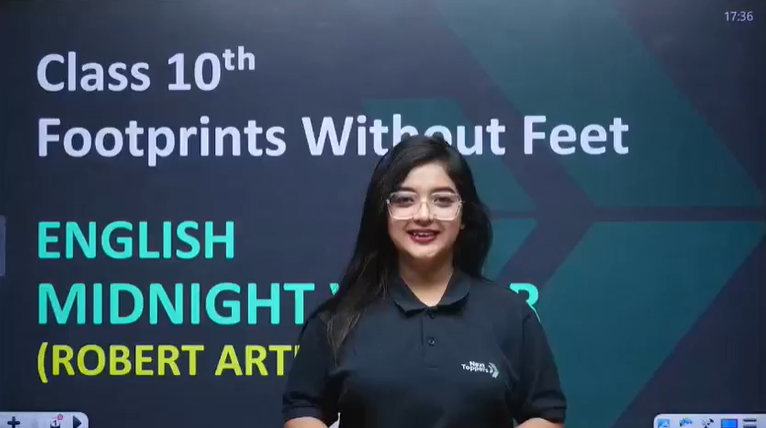 17:36
Class 10th
Footprints Without Feet
ENGLISH
MIDNIGHT
(ROBERT
Next
Toppers